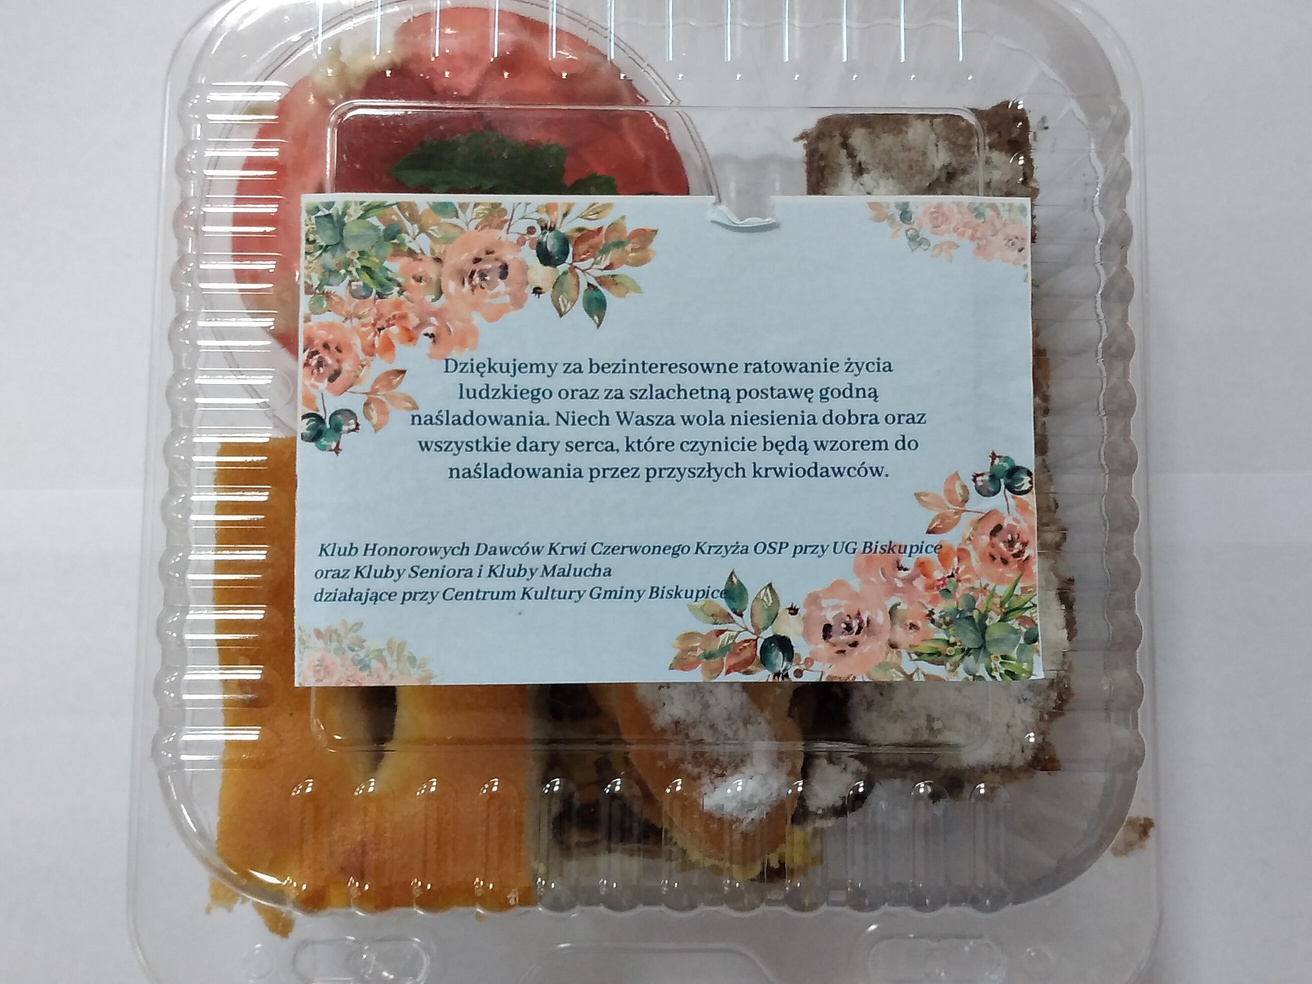 Dziękujemy za bezinteresowne ratowanie życia
ludzkiego oraz za szlachetną postawę godną
naśladowania. Niech Wasza wola niesienia dobra oraz
wszystkie dary serca, które czynicie będą wzorem do
naśladowania przez przyszłych krwiodawców.
Klub Honorowych Dawców Krwi Czerwonego Krzyża OSP przy UG Biskupice
oraz Kluby Seniora i Kluby Malucha
działające przy Centrum Kultury Gminy Biskupice